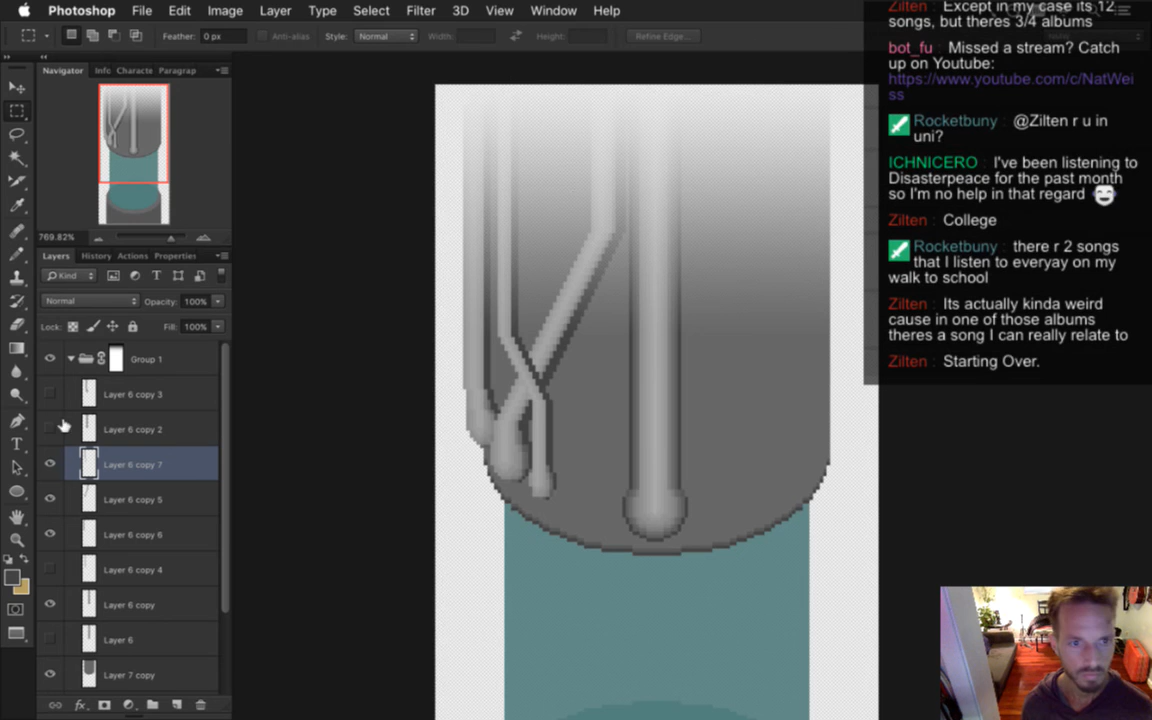 Photoshop File Edit Image Layer Type Select Filter 3D View Window Help
Feather: 0 px Anti-alias Style: Normal Width: Height: Refine Edge...
Navigator Info Characte Paragrap
769.82%
Layers History Actions Properties
Kind
Normal Opacity: 100%
Lock: Fill: 100%
Group 1
Layer 6 copy 3
Layer 6 copy 2
Layer 6 copy 7
Layer 6 copy 5
Layer 6 copy 6
Layer 6 copy 4
Layer 6 copy
Layer 6
Layer 7 copy
fx
Zilten : Except in my case its 12
songs, but theres 3/4 albums
bot_fu : Missed a stream? Catch
up on Youtube:
https://www.youtube.com/c/NatWei
ss
Rocketbuny : @Zilten r u in
uni?
ICHNICERO : I've been listening to
Disasterpeace for the past month
so I'm no help in that regard
Zilten : College
Rocketbuny : there r 2 songs
that I listen to everyay on my
walk to school
Zilten : Its actually kinda weird
cause in one of those albums
theres a song I can really relate to
Zilten : Starting Over.